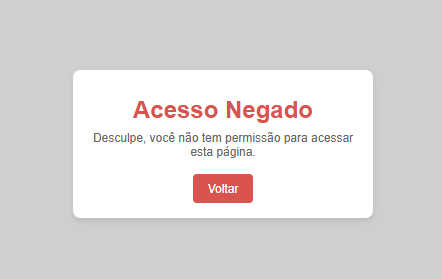 Acesso Negado
Desculpe, você não tem permissão para acessar
esta página.
Voltar